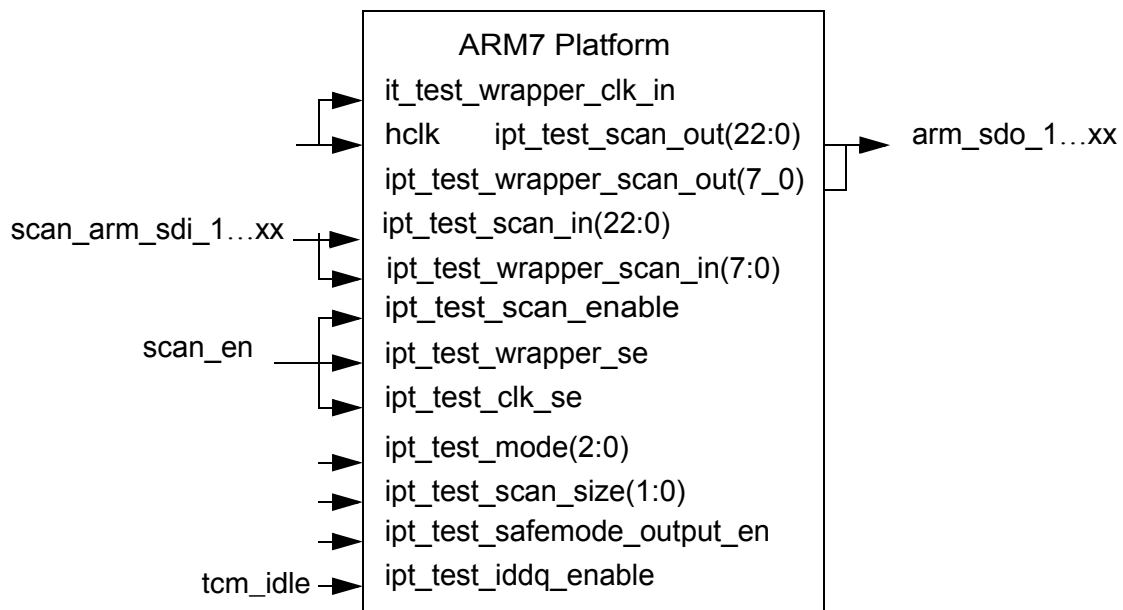 ARM7 Platform
it_test_wrapper_clk_in
hclk ipt_test_scan_out(22:0) arm_sdo_1...xx
ipt_test_wrapper_scan_out(7_0)
scan_arm_sdi_1...xx ipt_test_scan_in(22:0)
ipt_test_wrapper_scan_in(7:0)
ipt_test_scan_enable
scan_en ipt_test_wrapper_se
ipt_test_clk_se
ipt_test_mode(2:0)
ipt_test_scan_size(1:0)
ipt_test_safemode_output_en
tcm_idle ipt_test_iddq_enable